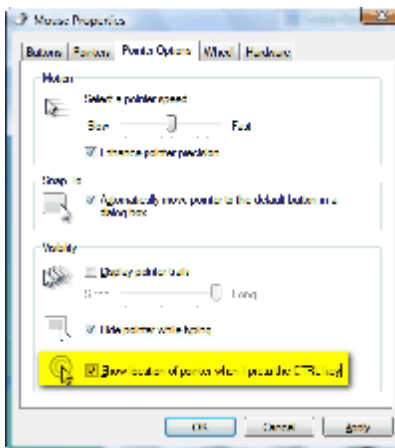 Mouse Properties
Buttons Pointers Pointer Options Wheel Hardware
Motion
Select a pointer speed
Slow Fast
Enhance pointer precision
Snap To
Automatically move pointer to the default button in a
dialog box
Visibility
Display pointer trails
Short Long
Hide pointer while typing
Show location of pointer when I press the CTRL key
OK Cancel Apply